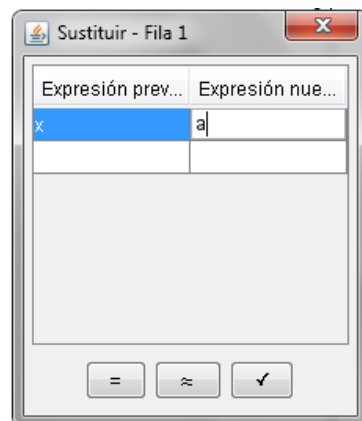 Sustituir - Fila 1
Expresión prev... Expresión nue...
x a
= ≈ ✓